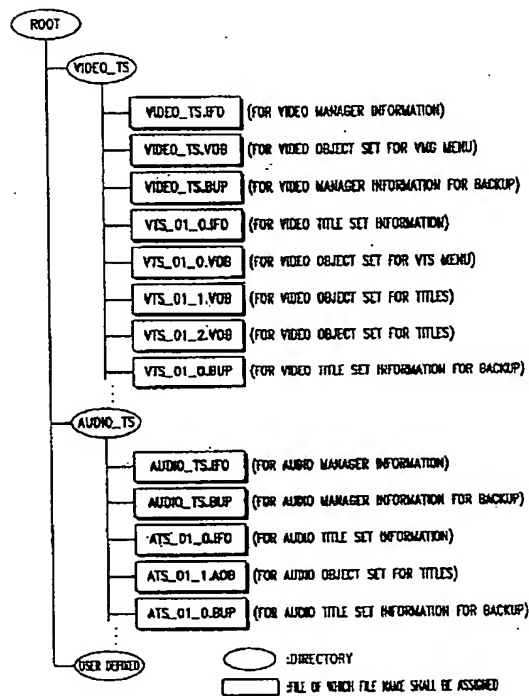 ROOT
VIDEO_TS
VIDEO_TS.IFO (FOR VIDEO MANAGER INFORMATION)
VIDEO_TS.VOB (FOR VIDEO OBJECT SET FOR VMG MENU)
VIDEO_TS.BUP (FOR VIDEO MANAGER INFORMATION FOR BACKUP)
VTS_01_0.IFO (FOR VIDEO TITLE SET INFORMATION)
VTS_01_0.VOB (FOR VIDEO OBJECT SET FOR VTS MENU)
VTS_01_1.VOB (FOR VIDEO OBJECT SET FOR TITLES)
VTS_01_2.VOB (FOR VIDEO OBJECT SET FOR TITLES)
VTS_01_0.BUP (FOR VIDEO TITLE SET INFORMATION FOR BACKUP)
AUDIO_TS
AUDIO_TS.IFO (FOR AUDIO MANAGER INFORMATION)
AUDIO_TS.BUP (FOR AUDIO MANAGER INFORMATION FOR BACKUP)
ATS_01_0.IFO (FOR AUDIO TITLE SET INFORMATION)
ATS_01_1.AOB (FOR AUDIO OBJECT SET FOR TITLES)
ATS_01_0.BUP (FOR AUDIO TITLE SET INFORMATION FOR BACKUP)
USER DEFINED
:DIRECTORY
:FILE OF WHICH FILE NAME SHALL BE ASSIGNED